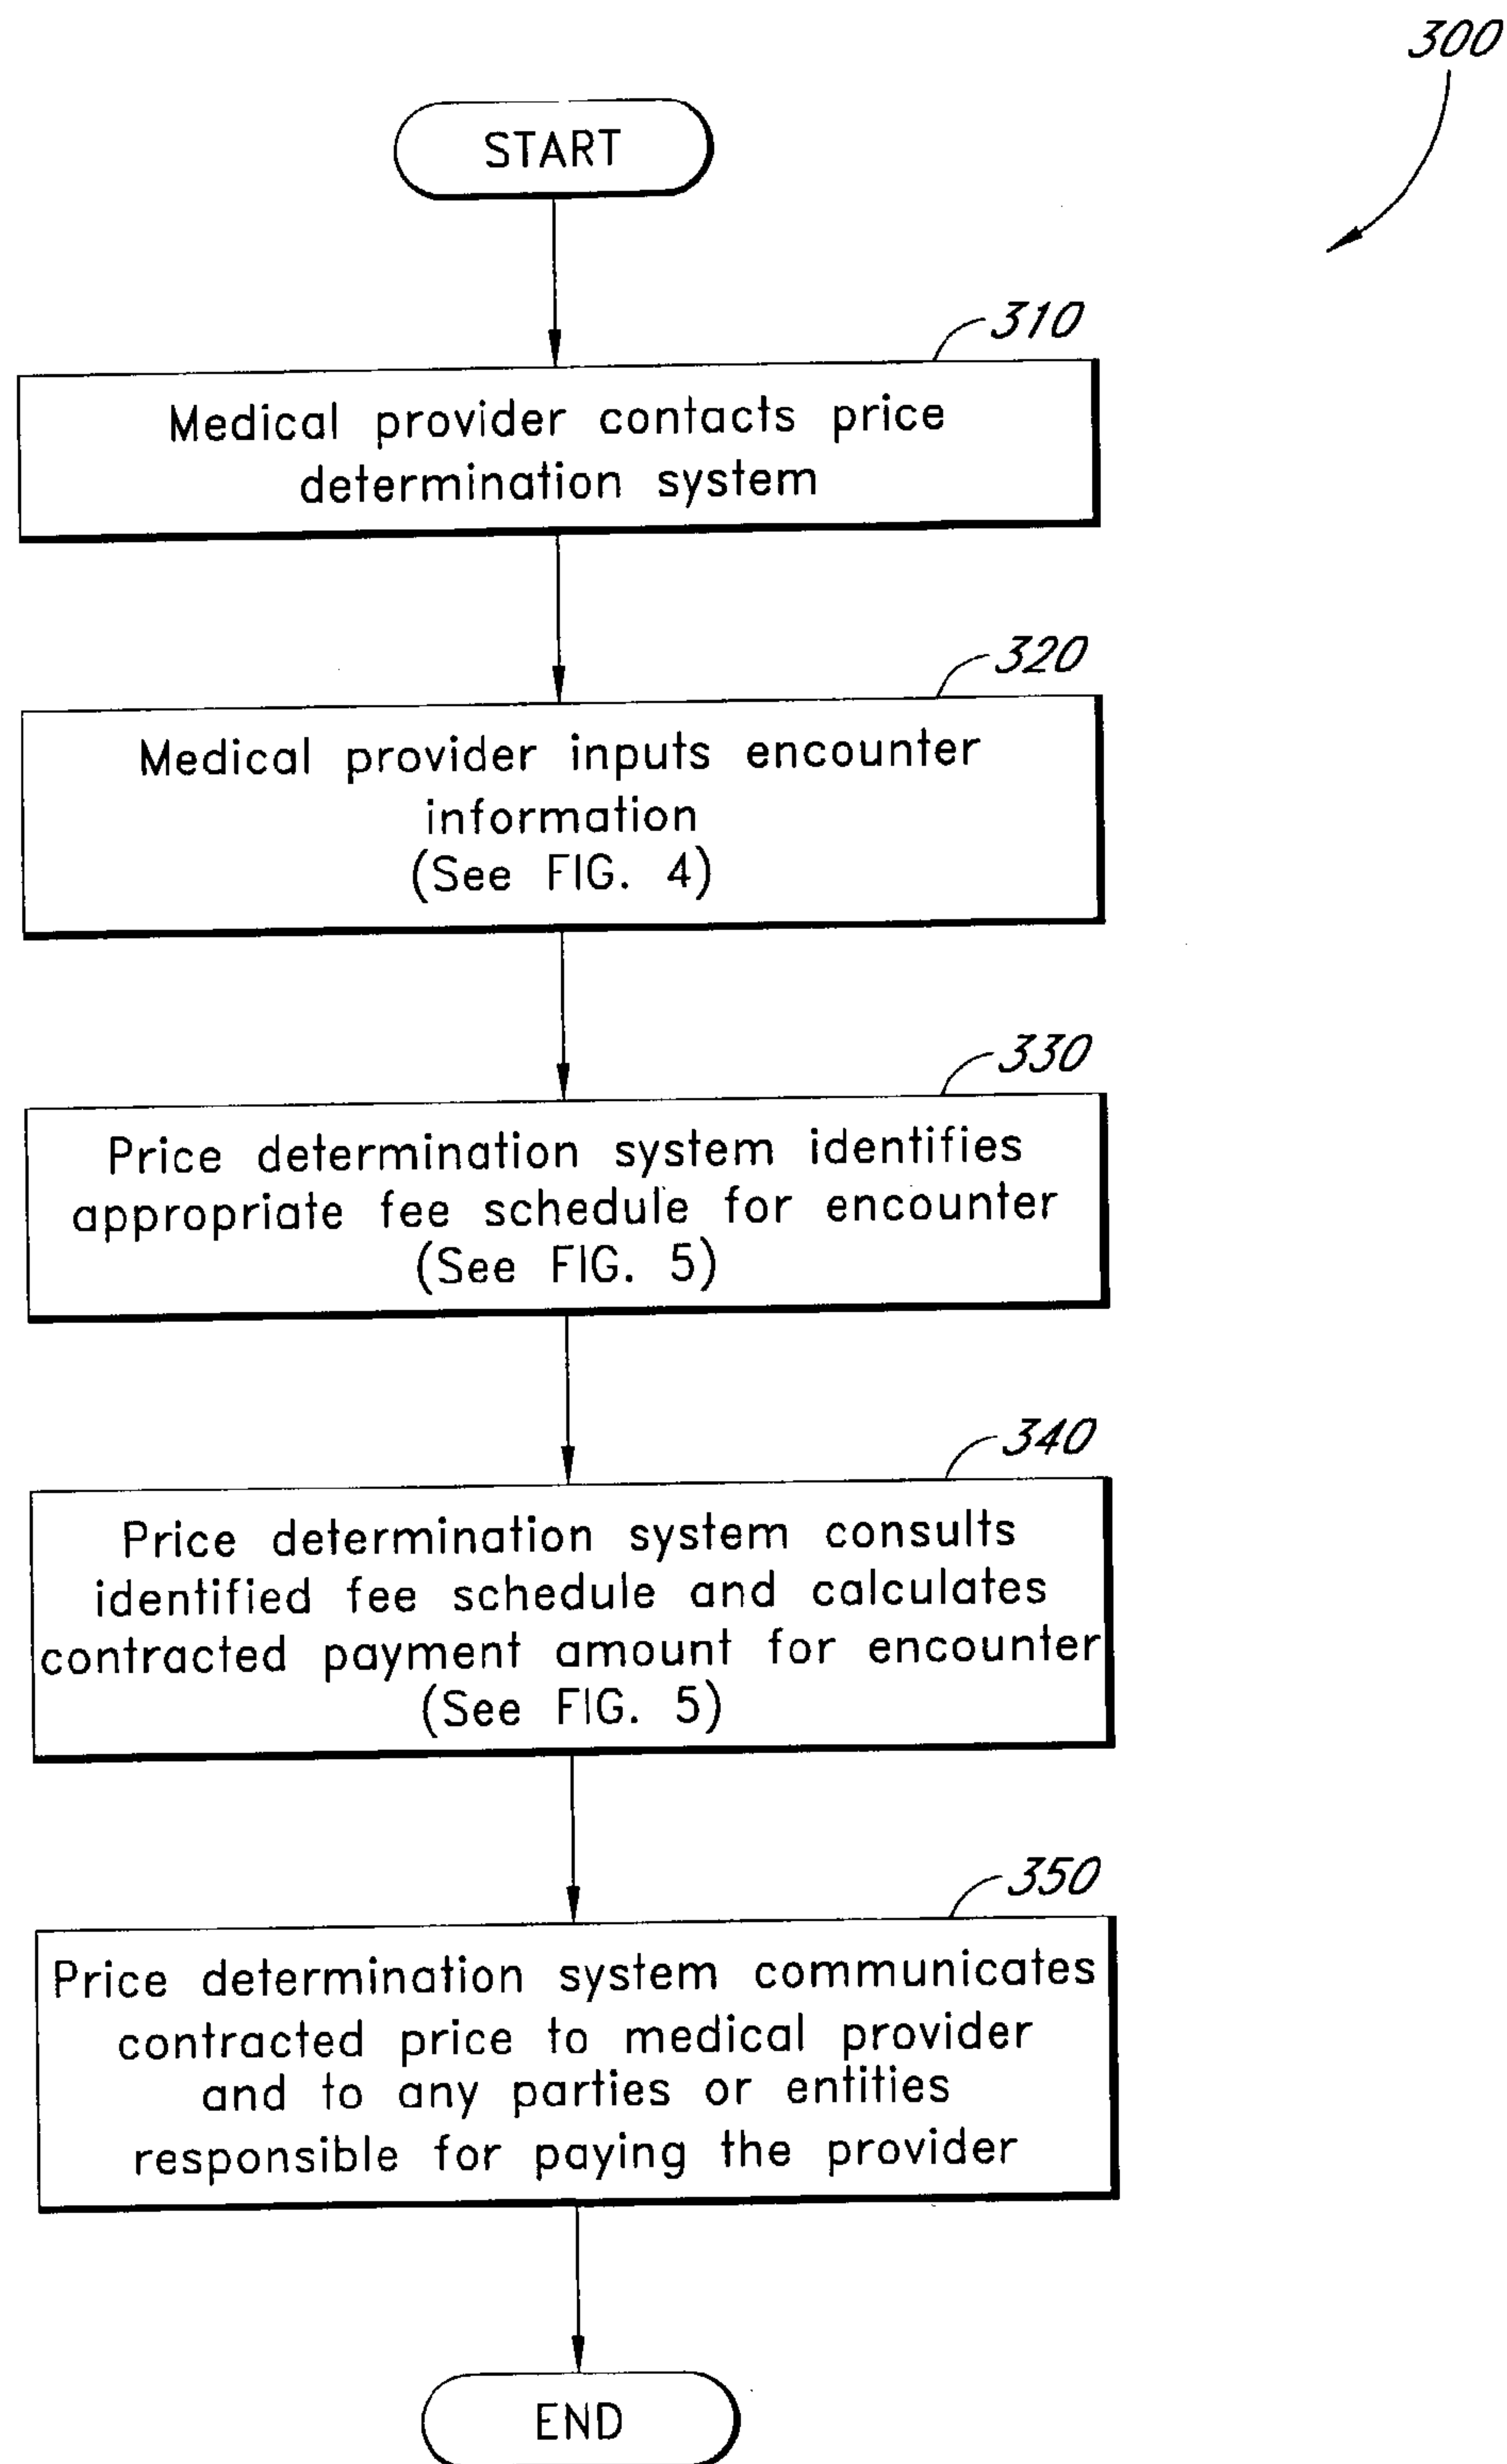 300
START
310
Medical provider contacts price
determination system
320
Medical provider inputs encounter
information
(See FIG. 4)
330
Price determination system identifies
appropriate fee schedule for encounter
(See FIG. 5)
340
Price determination system consults
identified fee schedule and calculates
contracted payment amount for encounter
(See FIG. 5)
350
Price determination system communicates
contracted price to medical provider
and to any parties or entities
responsible for paying the provider
END